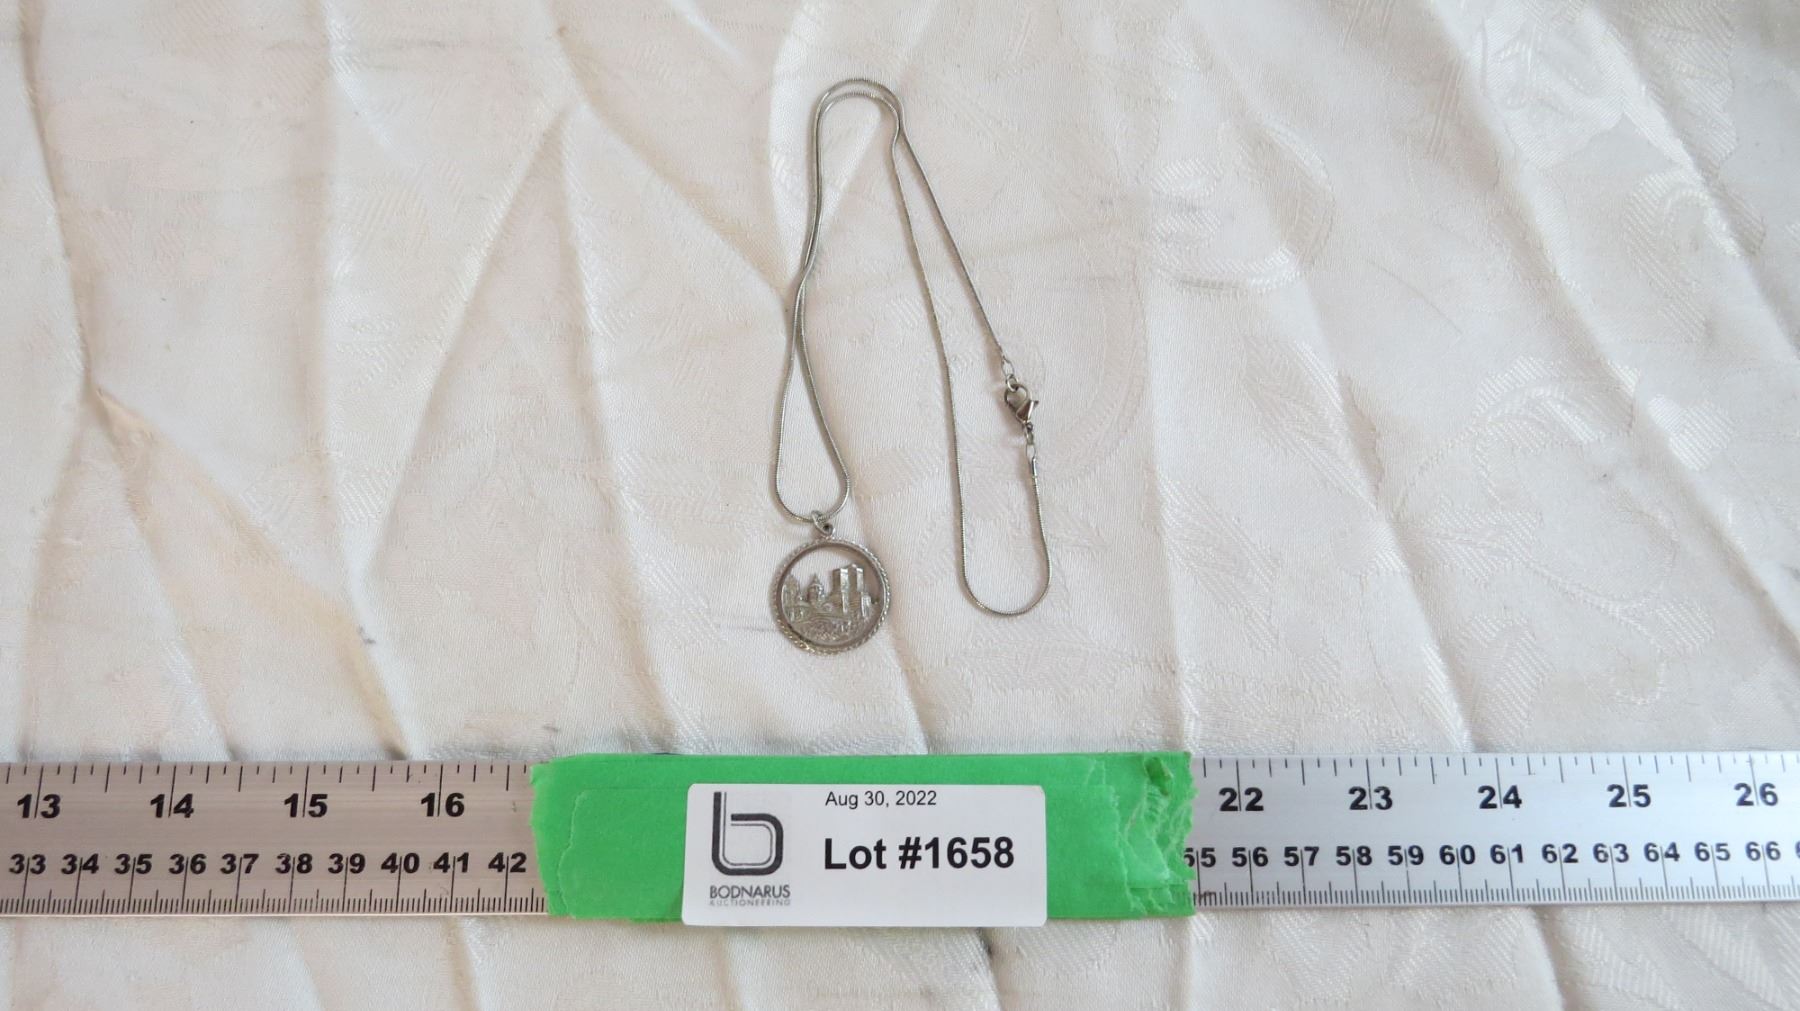 13 14 15 16 22 23 24 25 26
33 34 35 36 37 38 39 40 41 42 55 56 57 58 59 60 61 62 63 64 65 66
Aug 30, 2022
Lot #1658
BODNARUS
AUCTIONEERING